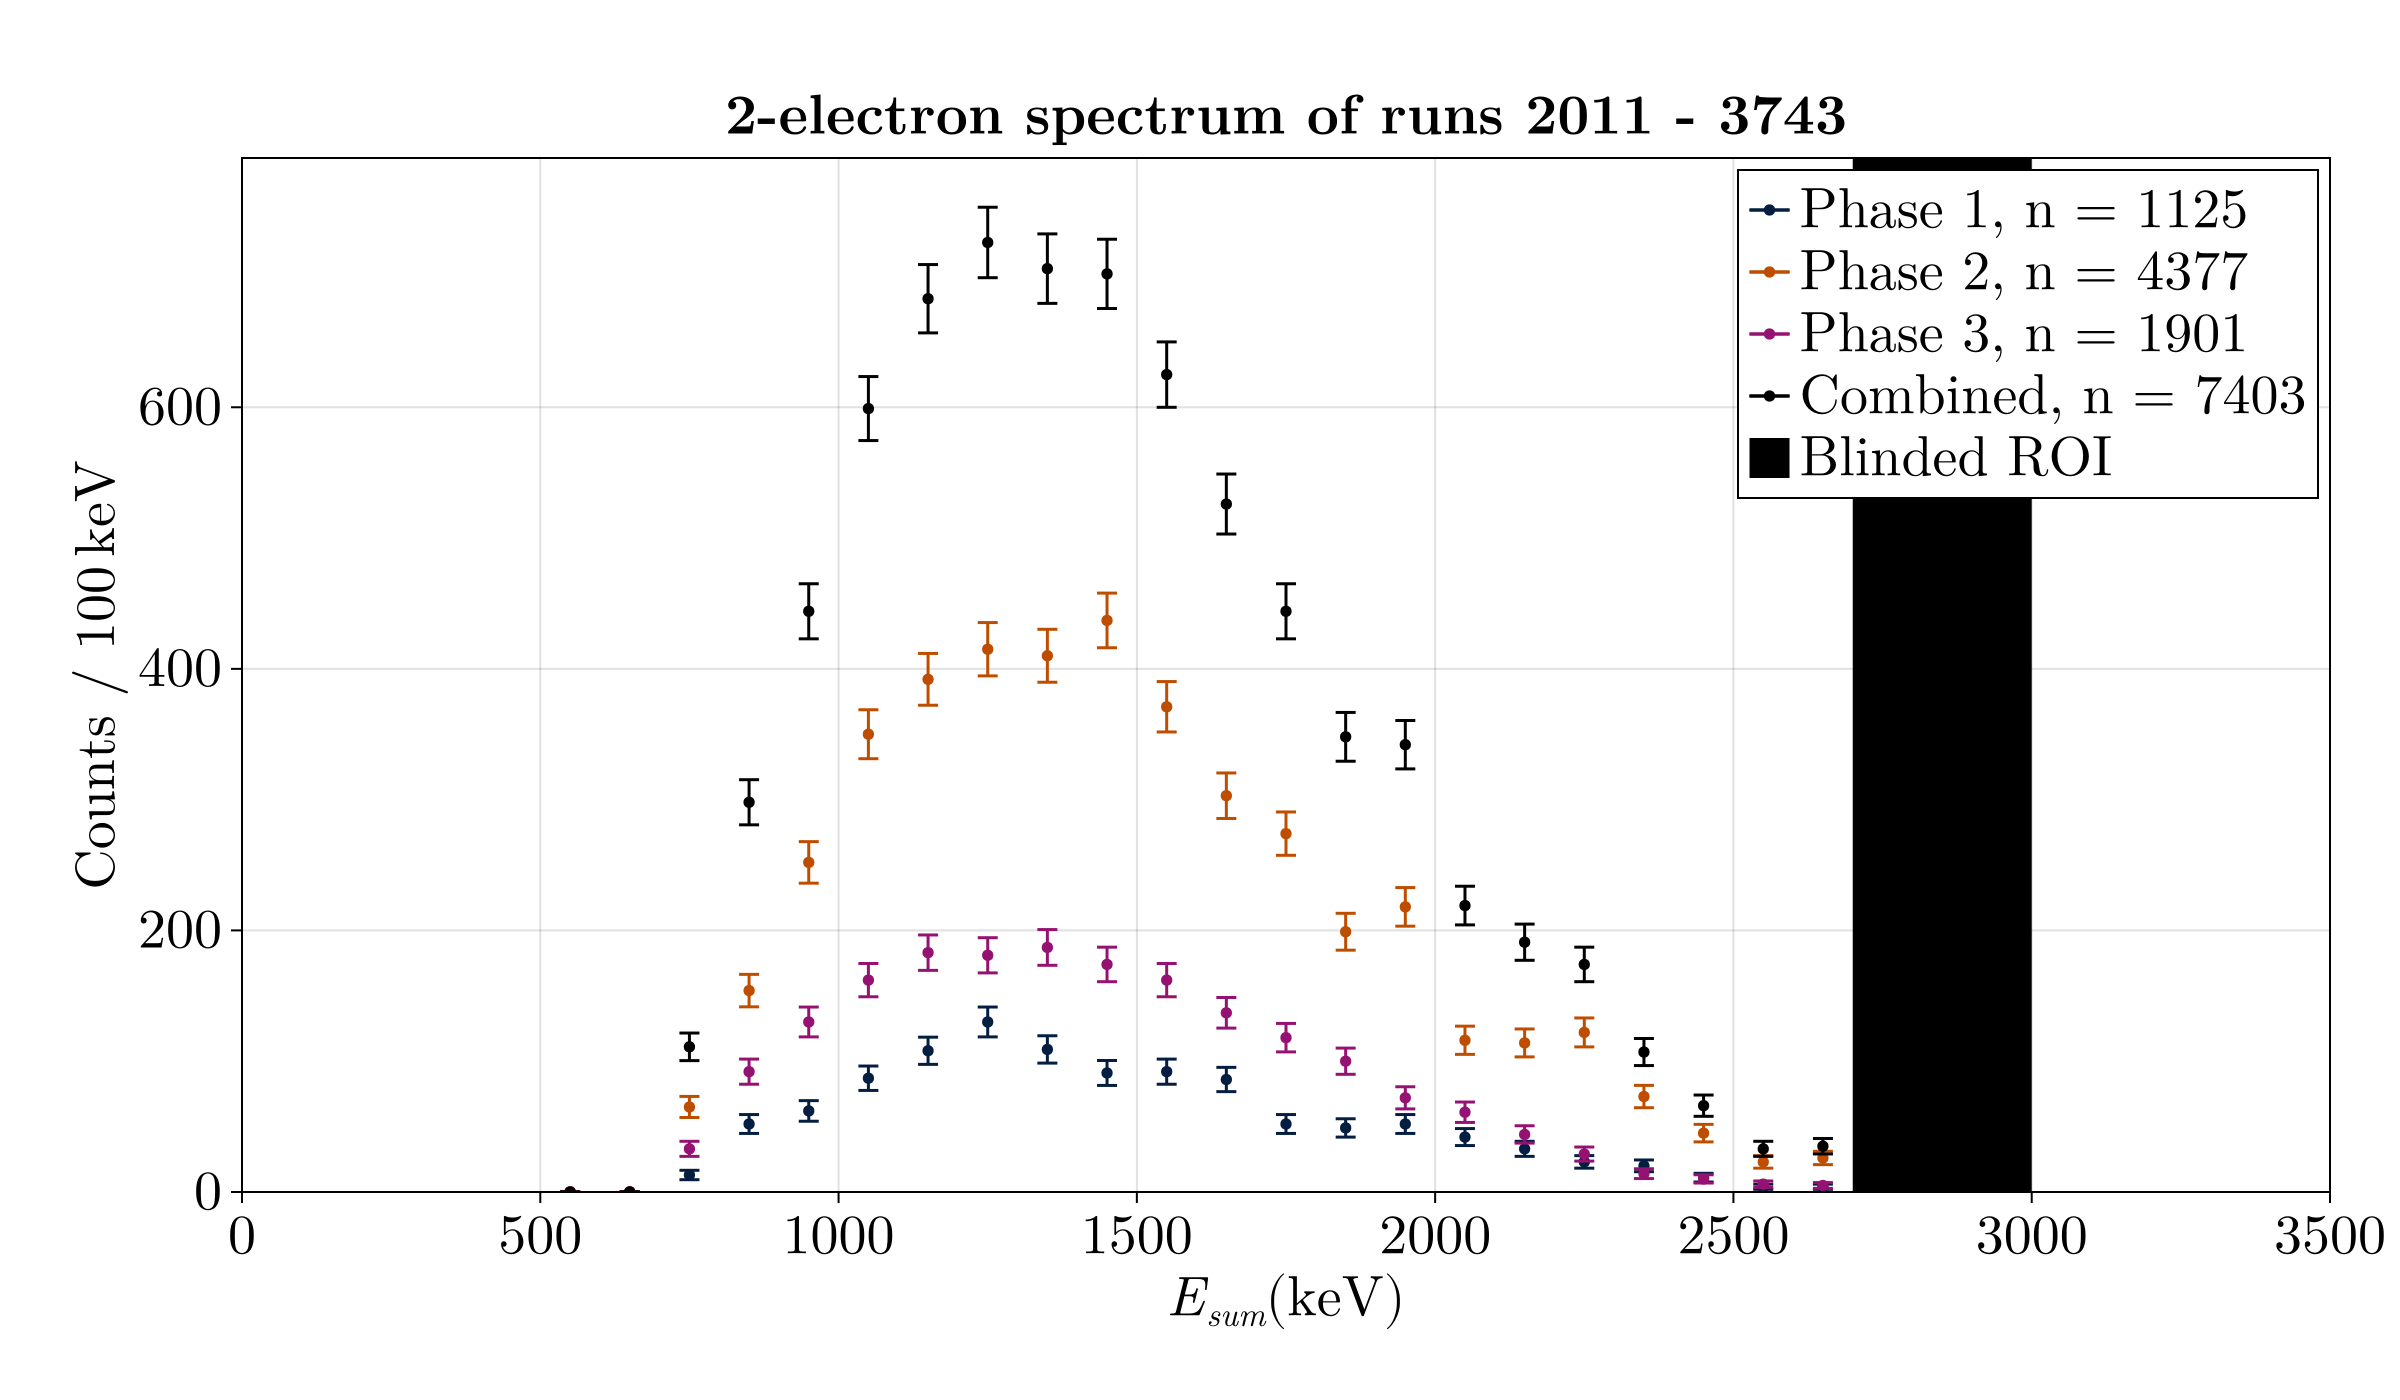 2-electron spectrum of runs 2011 - 3743
Phase 1, n = 1125
Phase 2, n = 4377
Phase 3, n = 1901
Combined, n = 7403
Blinded ROI
Counts / 100 keV
600
400
200
0
0 500 1000 1500 2000 2500 3000 3500
E_sum(keV)